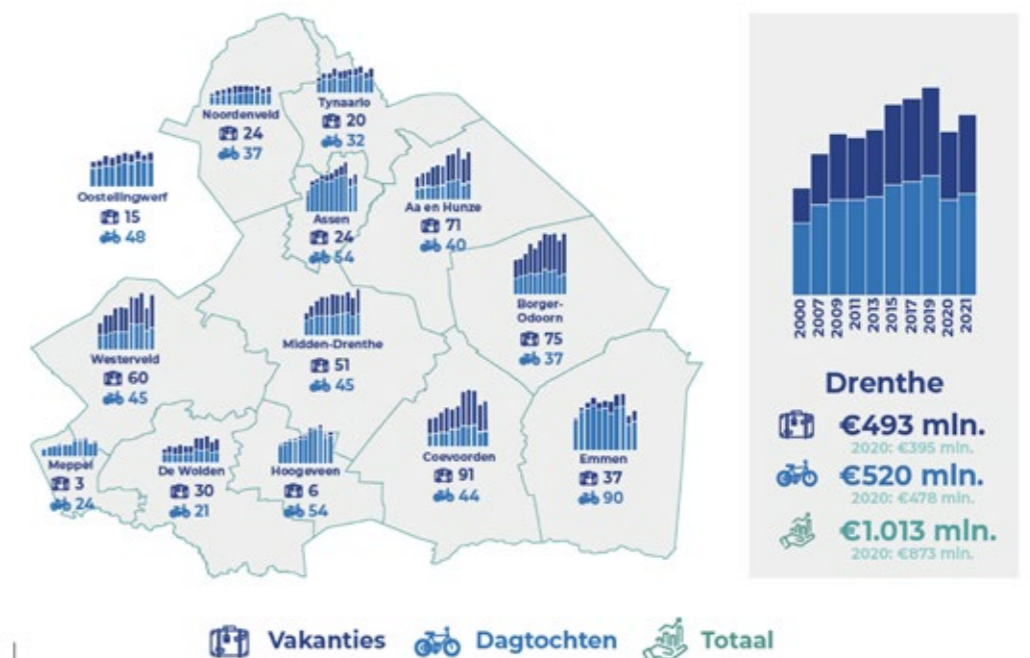 Noordenveld
24
37
Tynaarlo
20
32
Oostellingwerf
15
48
Assen
24
54
Aa en Hunze
71
40
Borger-
Odoorn
75
37
Westerveld
60
45
Midden-Drenthe
51
45
Meppel
3
24
De Wolden
30
21
Hoogeveen
6
54
Coevoorden
91
44
Emmen
37
90
2000
2007
2009
2011
2013
2015
2017
2019
2020
2021
Drenthe
€493 mln.
2020: €395 mln.
€520 mln.
2020: €478 mln.
€1.013 mln.
2020: €873 mln.
Vakanties
Dagtochten
Totaal